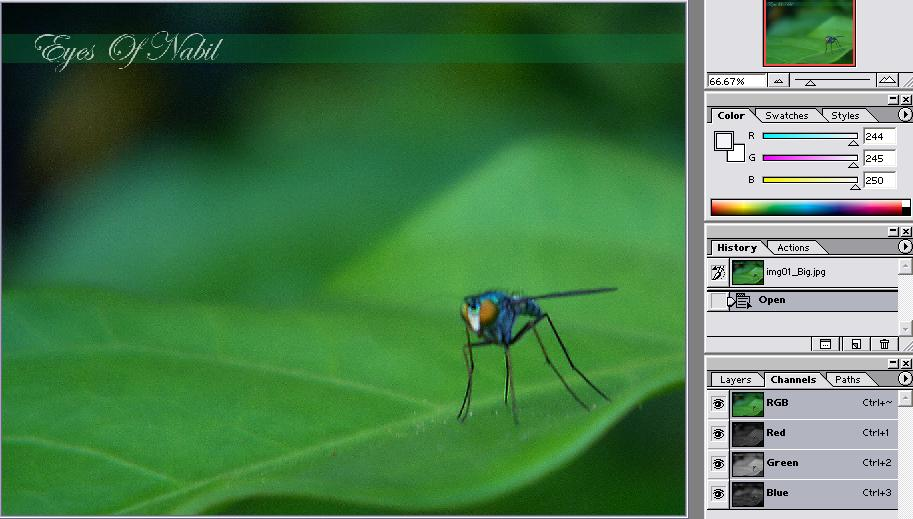 Eyes Of Nabil
66.67%
Color Swatches Styles
R 244
G 245
B 250
History Actions
img01_Big.jpg
Open
Layers Channels Paths
RGB Ctrl+~
Red Ctrl+1
Green Ctrl+2
Blue Ctrl+3